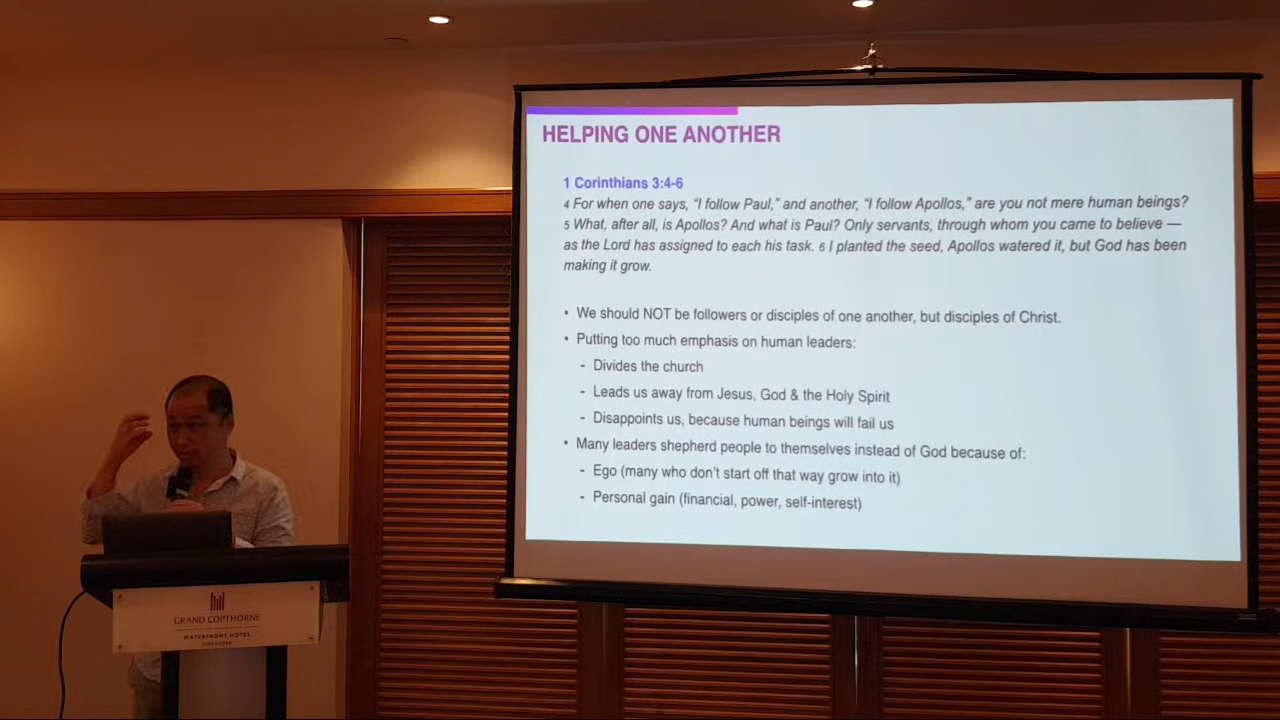 HELPING ONE ANOTHER
1 Corinthians 3:4-6
4 For when one says, “I follow Paul,” and another, “I follow Apollos,” are you not mere human beings?
5 What, after all, is Apollos? And what is Paul? Only servants, through whom you came to believe —
as the Lord has assigned to each his task. 6 I planted the seed, Apollos watered it, but God has been
making it grow.
• We should NOT be followers or disciples of one another, but disciples of Christ.
• Putting too much emphasis on human leaders:
- Divides the church
- Leads us away from Jesus, God & the Holy Spirit
- Disappoints us, because human beings will fail us
• Many leaders shepherd people to themselves instead of God because of:
- Ego (many who don’t start off that way grow into it)
- Personal gain (financial, power, self-interest)
GRAND COPTHORNE
WATERFRONT HOTEL
SINGAPORE